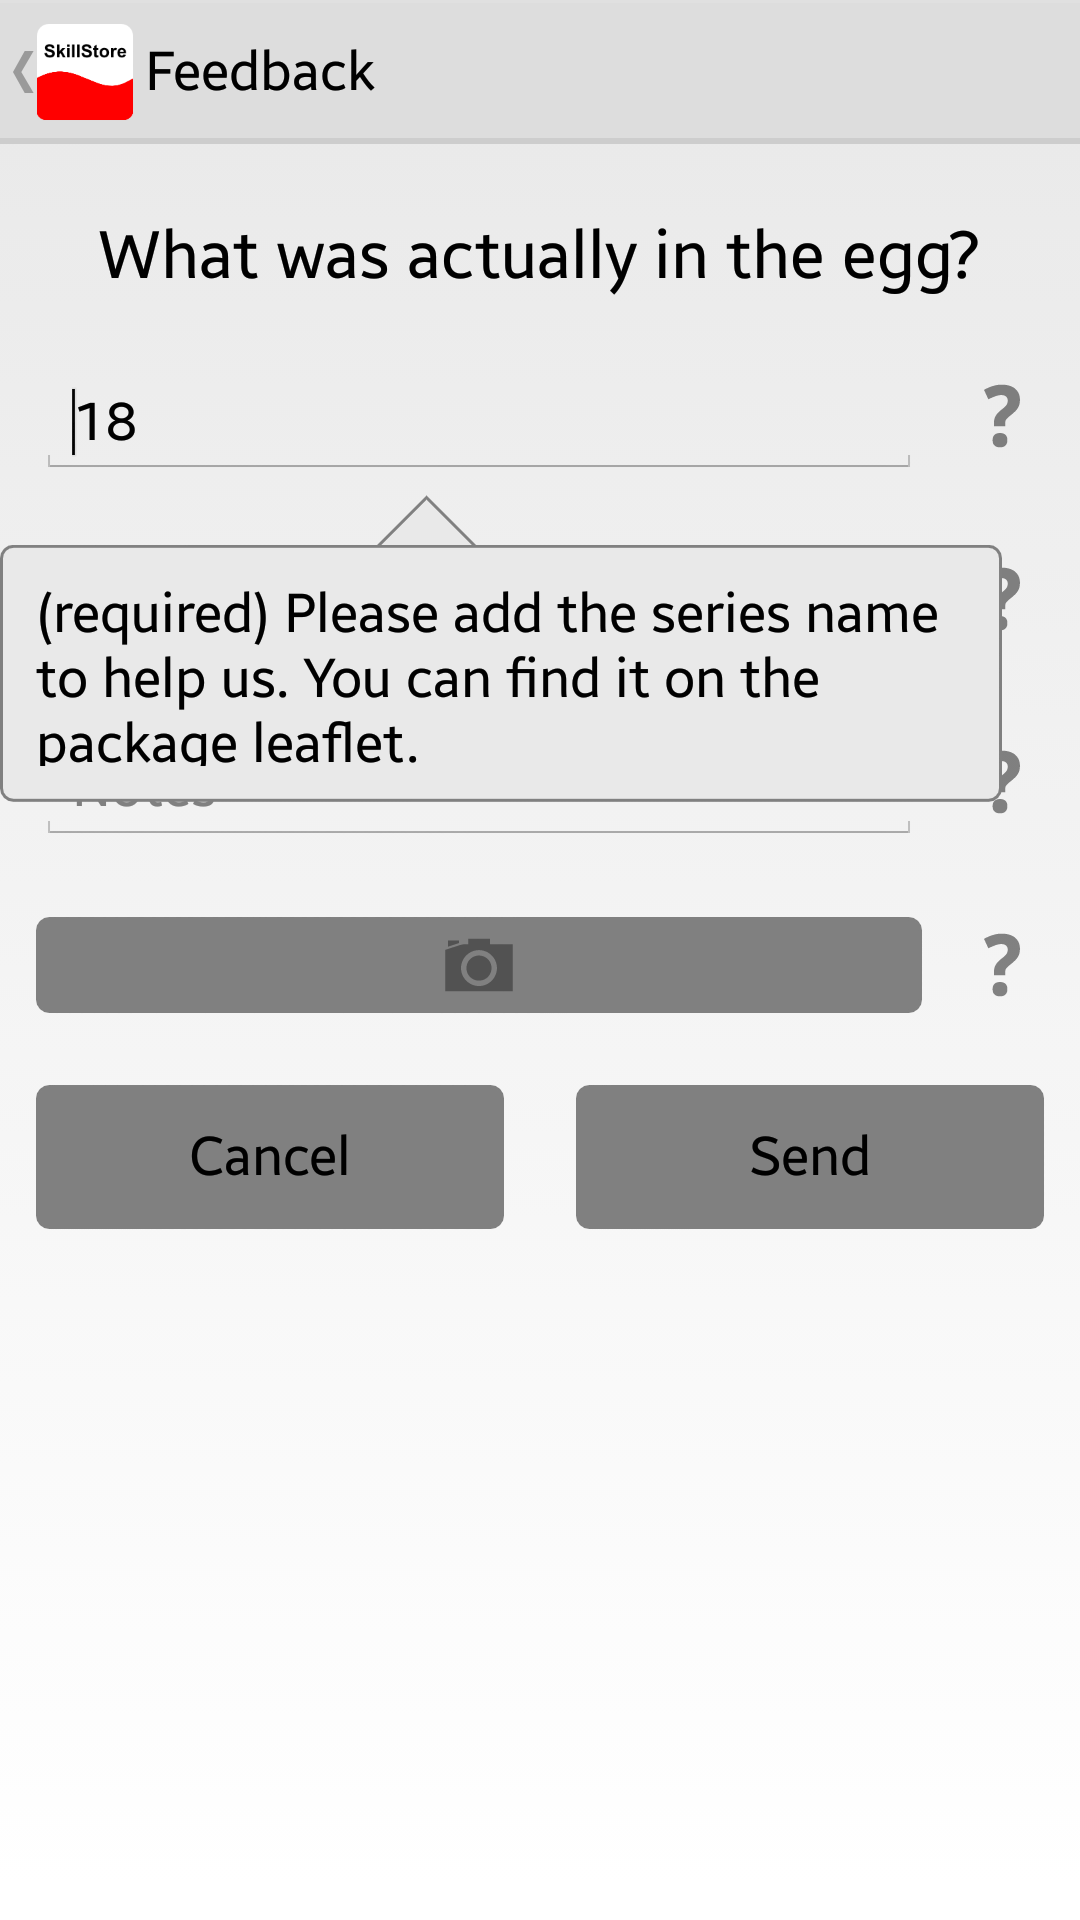 SkillStore
Feedback
What was actually in the egg?
18
?
(required) Please add the series name
to help us. You can find it on the
package leaflet.
?
Notes
?
?
Cancel
Send